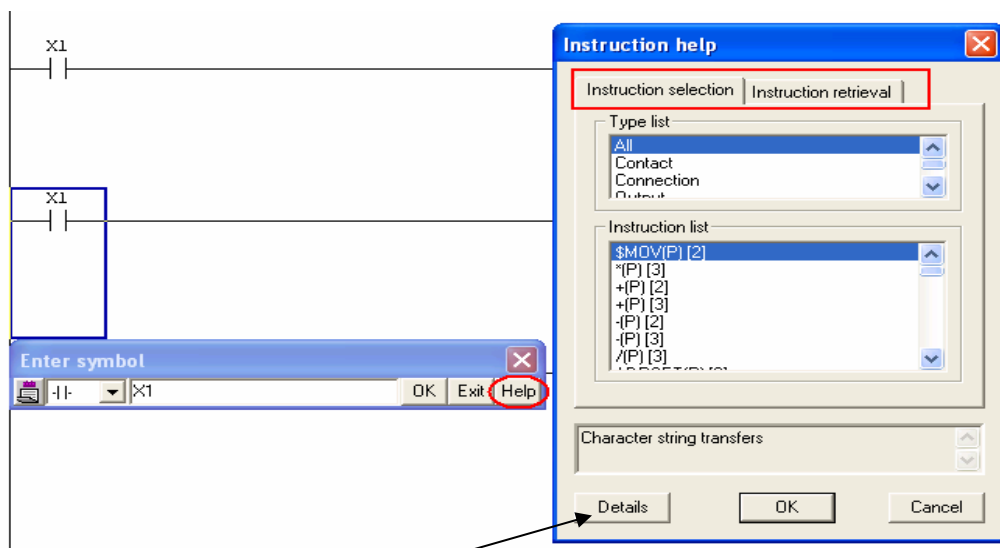 X1
X1
Enter symbol
X1
OK
Exit
Help
Instruction help
Instruction selection
Instruction retrieval
Type list
All
Contact
Connection
Output
Instruction list
$MOV(P) [2]
*(P) [3]
+(P) [2]
+(P) [3]
-(P) [2]
-(P) [3]
/(P) [3]
Character string transfers
Details
OK
Cancel